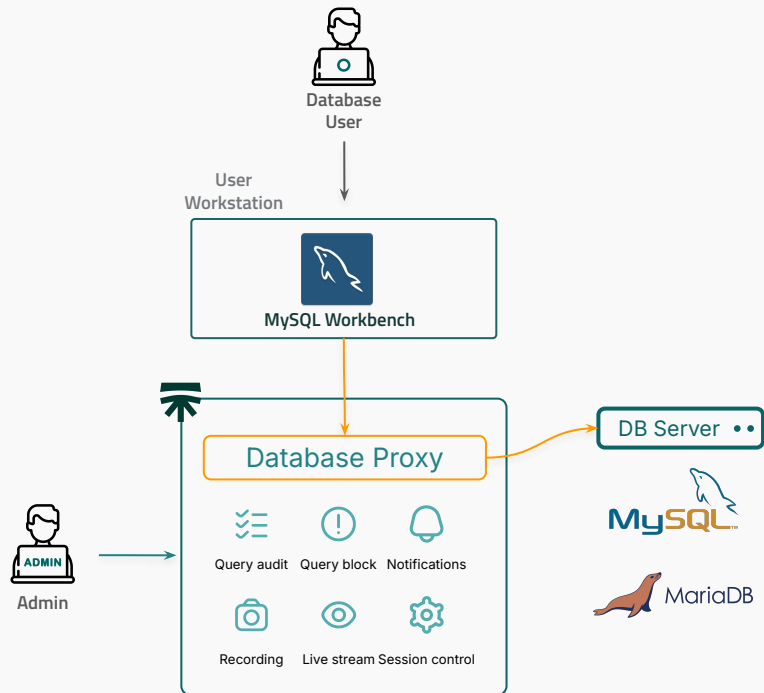 Database
User
User
Workstation
MySQL Workbench
Database Proxy
DB Server
Query audit
Query block
Notifications
MySQL
TM
ADMIN
Admin
MariaDB
Recording
Live stream
Session control